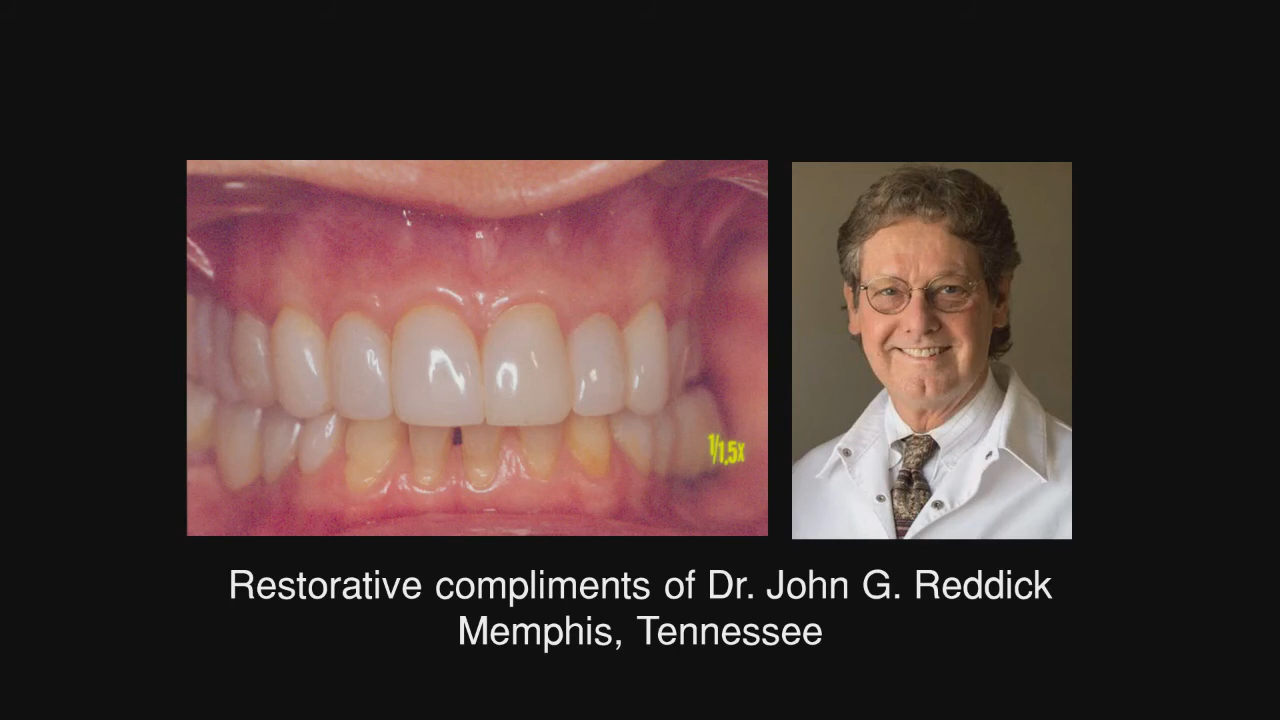 1/1,5x
Restorative compliments of Dr. John G. Reddick
Memphis, Tennessee